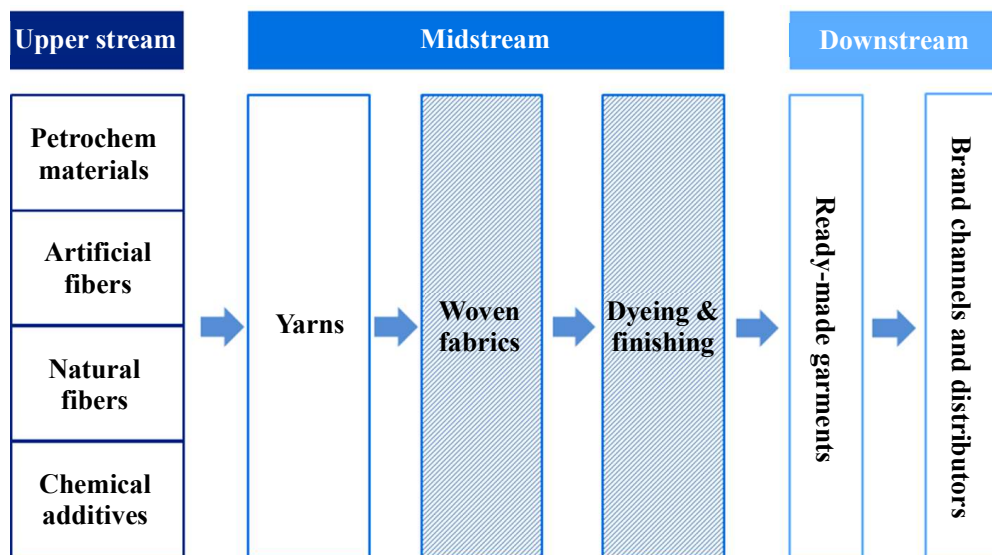 Upper stream
Midstream
Downstream
Petrochem
materials
Artificial
fibers
Natural
fibers
Chemical
additives
Yarns
Woven
fabrics
Dyeing &
finishing
Ready-made garments
Brand channels and distributors